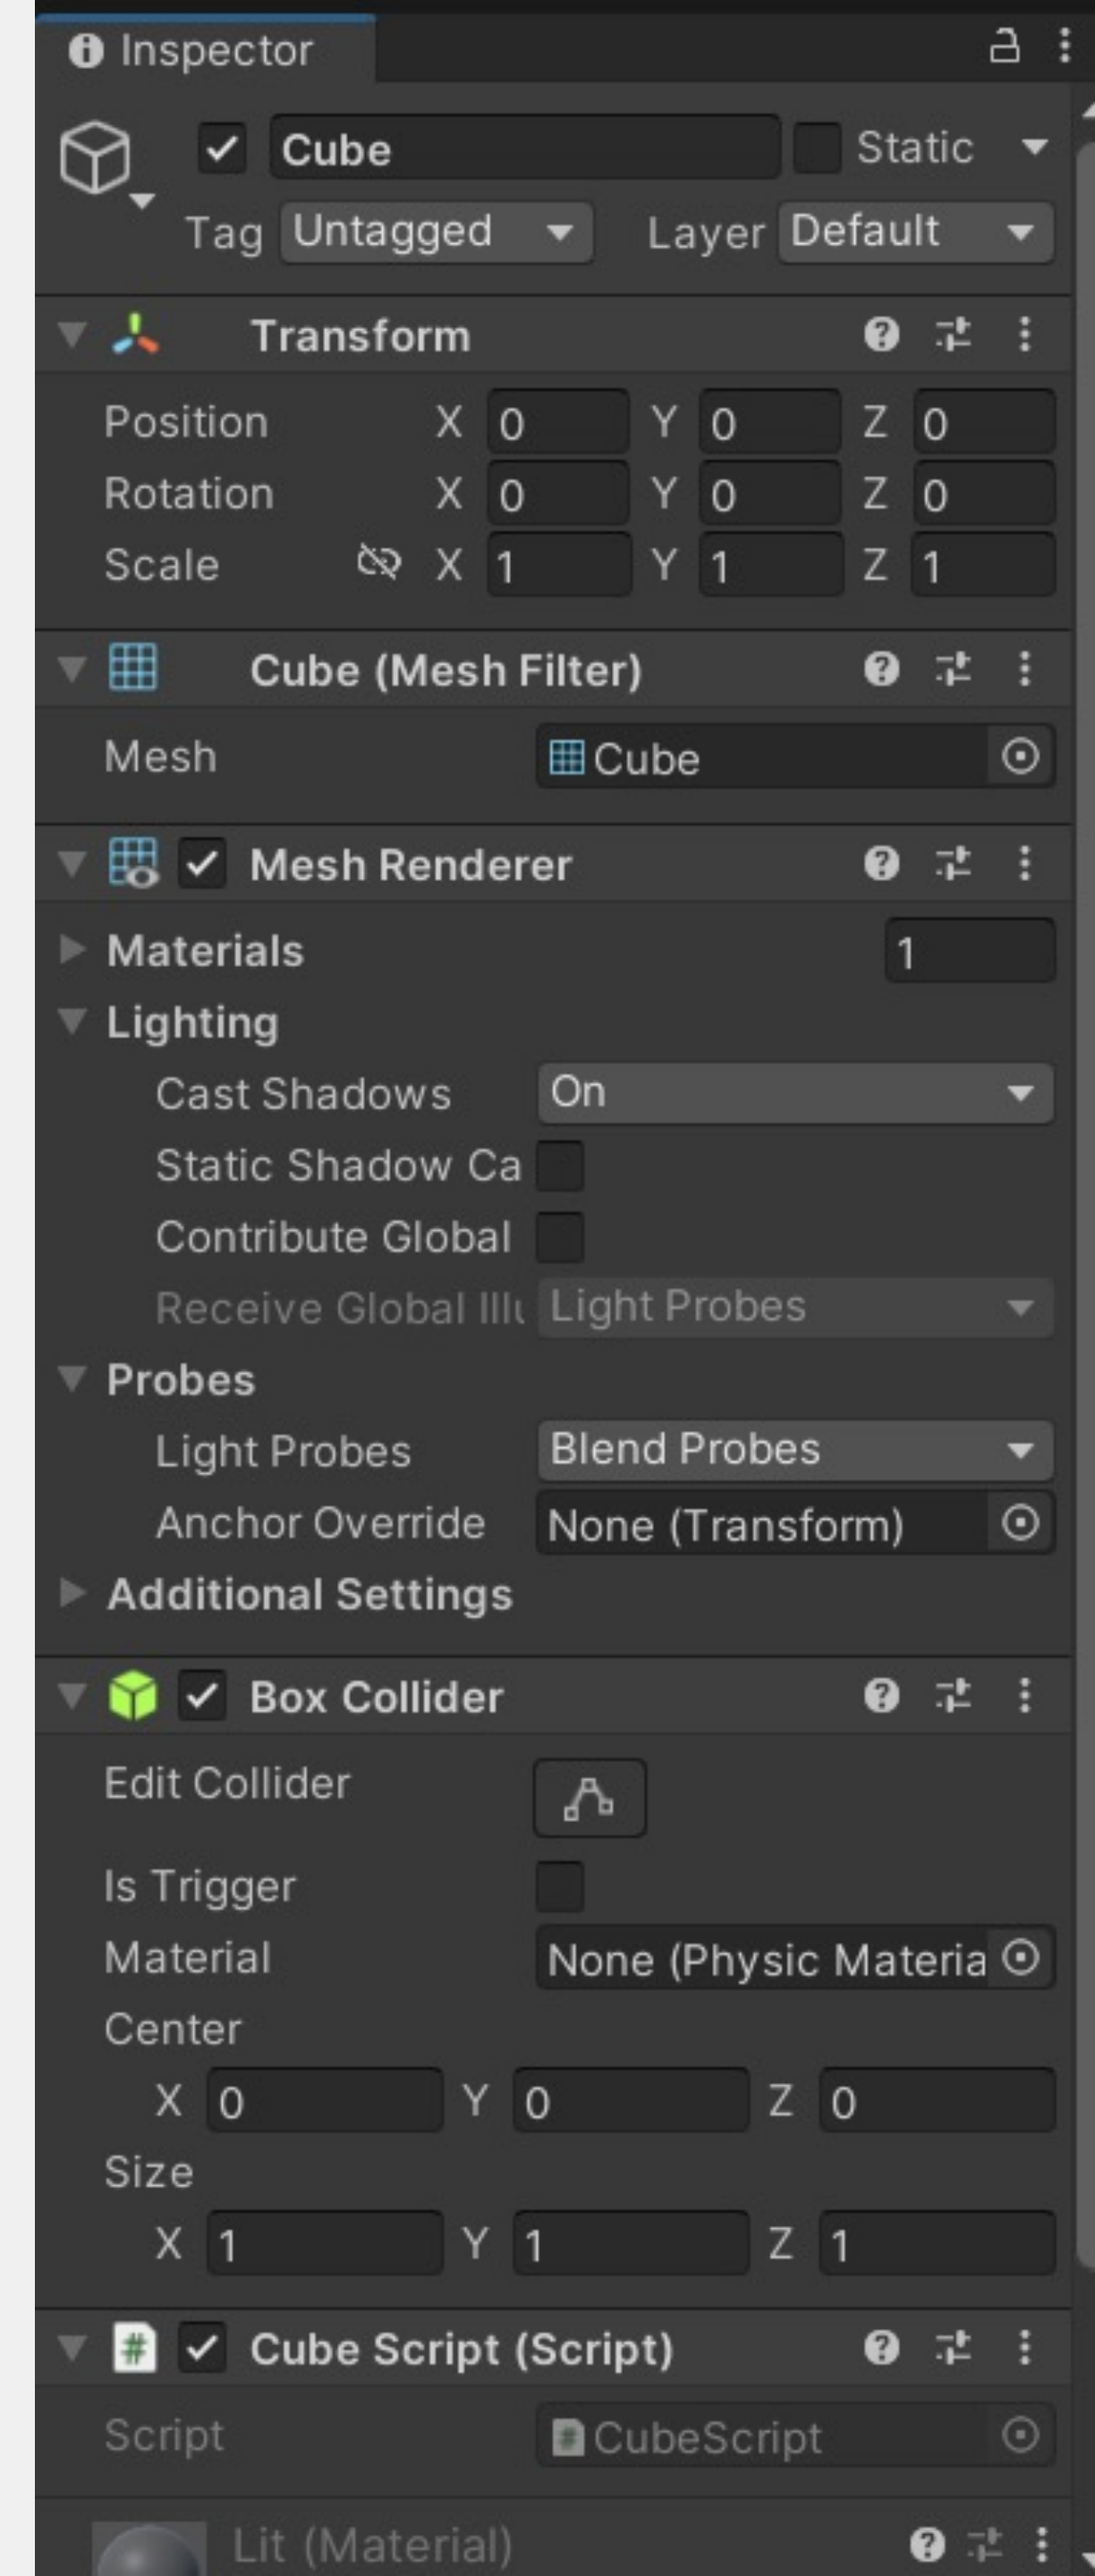 Inspector
Cube Static
Tag Untagged Layer Default
Transform
Position X 0 Y 0 Z 0
Rotation X 0 Y 0 Z 0
Scale X 1 Y 1 Z 1
Cube (Mesh Filter)
Mesh Cube
Mesh Renderer
Materials 1
Lighting
Cast Shadows On
Static Shadow Ca
Contribute Global
Receive Global Illu Light Probes
Probes
Light Probes Blend Probes
Anchor Override None (Transform)
Additional Settings
Box Collider
Edit Collider
Is Trigger
Material None (Physic Materia
Center
X 0 Y 0 Z 0
Size
X 1 Y 1 Z 1
# Cube Script (Script)
Script # CubeScript
Lit (Material)